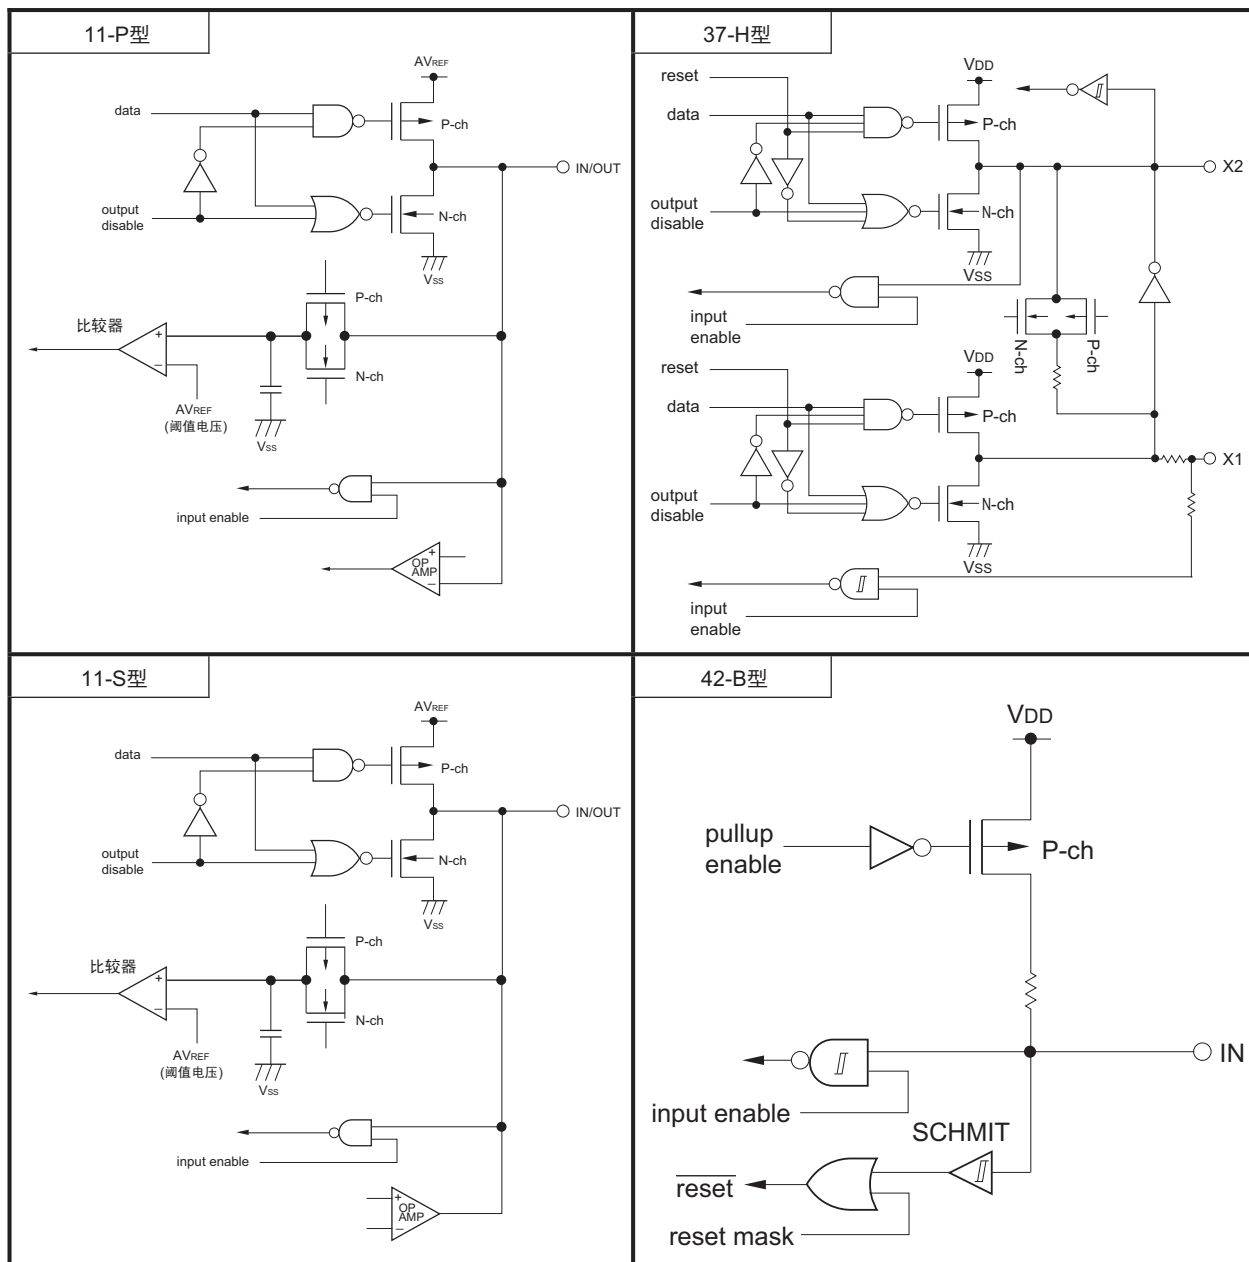 11-P型
AVREF
data
P-ch
IN/OUT
output
disable
N-ch
VSS
P-ch
比较器
+
−
N-ch
AVREF
(阈值电压)
VSS
input enable
+
OP
AMP
−
37-H型
VDD
reset
data
P-ch
X2
output
disable
N-ch
VSS
input
enable
N-ch
P-ch
VDD
reset
data
P-ch
X1
output
disable
N-ch
VSS
input
enable
11-S型
AVREF
data
P-ch
IN/OUT
output
disable
N-ch
VSS
P-ch
比较器
+
−
N-ch
AVREF
(阈值电压)
VSS
input enable
+
OP
AMP
−
42-B型
VDD
pullup
enable
P-ch
IN
input enable
SCHMIT
reset
reset mask